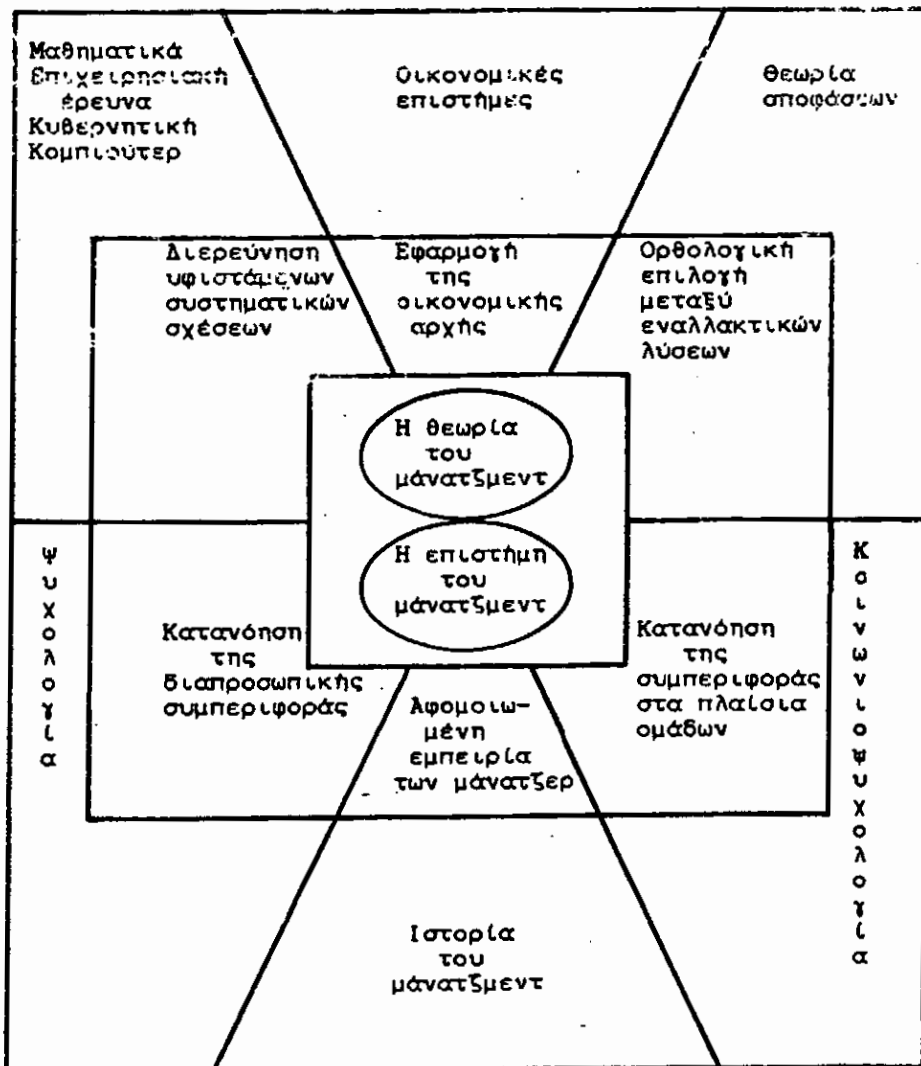 Μαθηματικά
Επιχειρησιακή
έρευνα
Κυβερνητική
Κομπιούτερ
Οικονομικές
επιστήμες
Θεωρία
αποφάσεων
Διερεύνηση
υφιστάμενων
συστηματικών
σχέσεων
Εφαρμογή
της
οικονομικής
αρχής
Ορθολογική
επιλογή
μεταξύ
εναλλακτικών
λύσεων
Η θεωρία
του
μάνατζμεντ
Η επιστήμη
του
μάνατζμεντ
Ψυχολογία
Κατανόηση
της
διαπροσωπικής
συμπεριφοράς
Αφομοιω-
μένη
εμπειρία
των μάνατζερ
Κατανόηση
της
συμπεριφοράς
στα πλαίσια
ομάδων
Κοινωνιοψυχολογία
Ιστορία
του
μάνατζμεντ